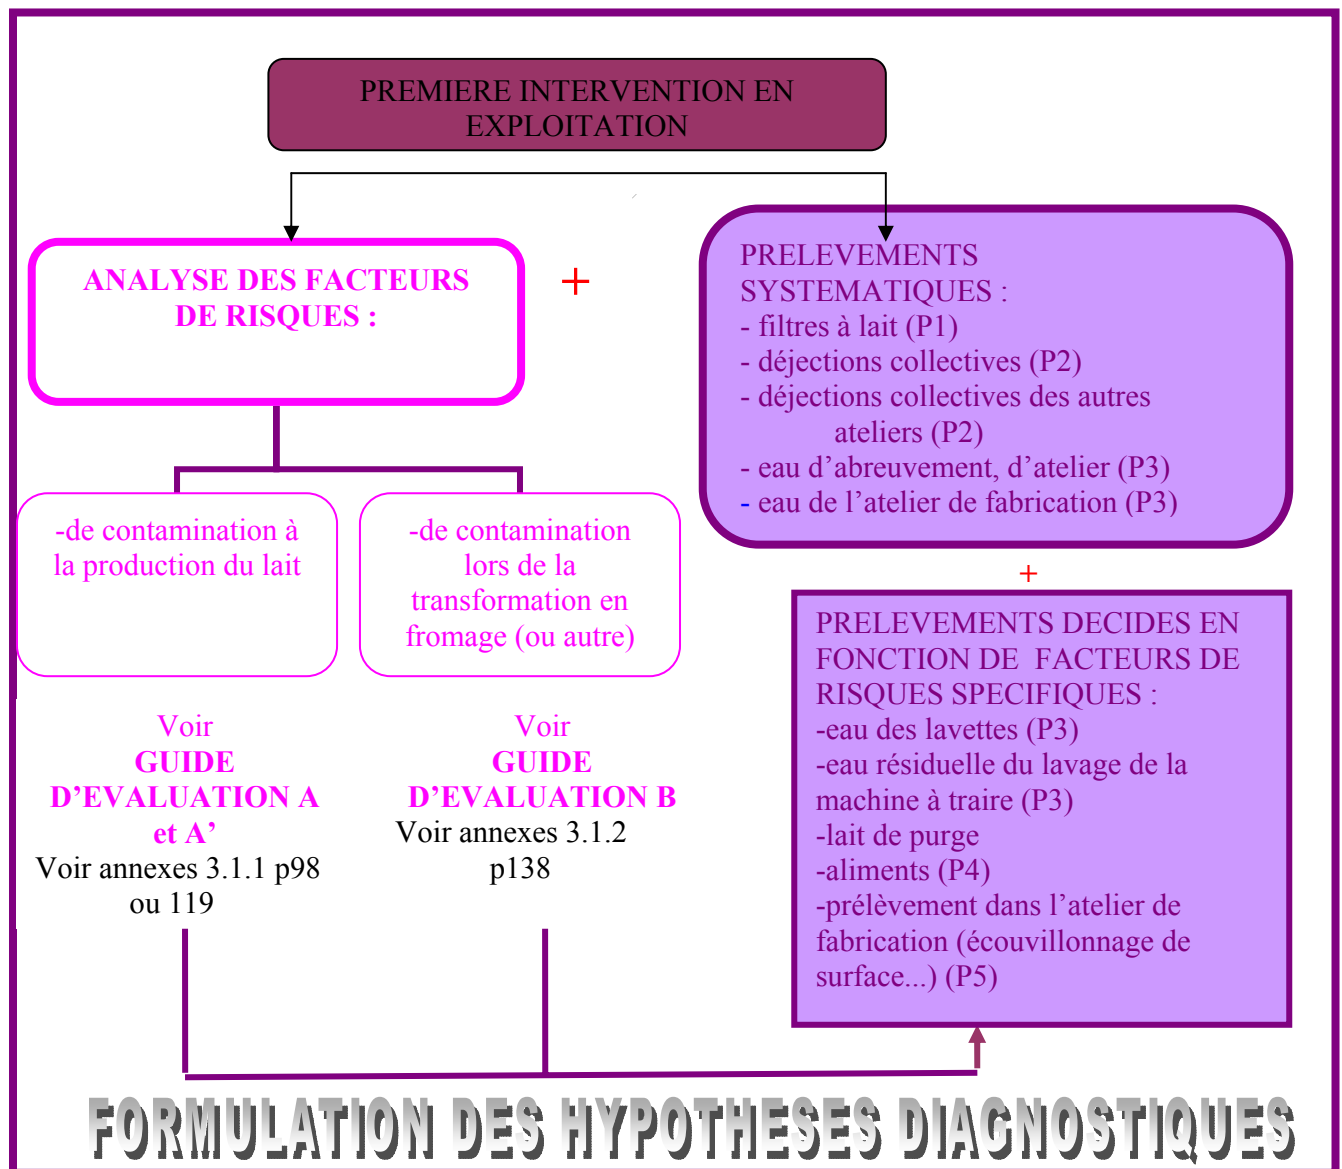 PREMIERE INTERVENTION EN
EXPLOITATION
ANALYSE DES FACTEURS
DE RISQUES :
+
PRELEVEMENTS
SYSTEMATIQUES :
- filtres à lait (P1)
- déjections collectives (P2)
- déjections collectives des autres
ateliers (P2)
- eau d’abreuvement, d’atelier (P3)
- eau de l’atelier de fabrication (P3)
-de contamination à
la production du lait
-de contamination
lors de la
transformation en
fromage (ou autre)
+
PRELEVEMENTS DECIDES EN
FONCTION DE FACTEURS DE
RISQUES SPECIFIQUES :
-eau des lavettes (P3)
-eau résiduelle du lavage de la
machine à traire (P3)
-lait de purge
-aliments (P4)
-prélèvement dans l’atelier de
fabrication (écouvillonnage de
surface...) (P5)
Voir
GUIDE
D’EVALUATION A
et A’
Voir annexes 3.1.1 p98
ou 119
Voir
GUIDE
D’EVALUATION B
Voir annexes 3.1.2
p138
FORMULATION DES HYPOTHESES DIAGNOSTIQUES